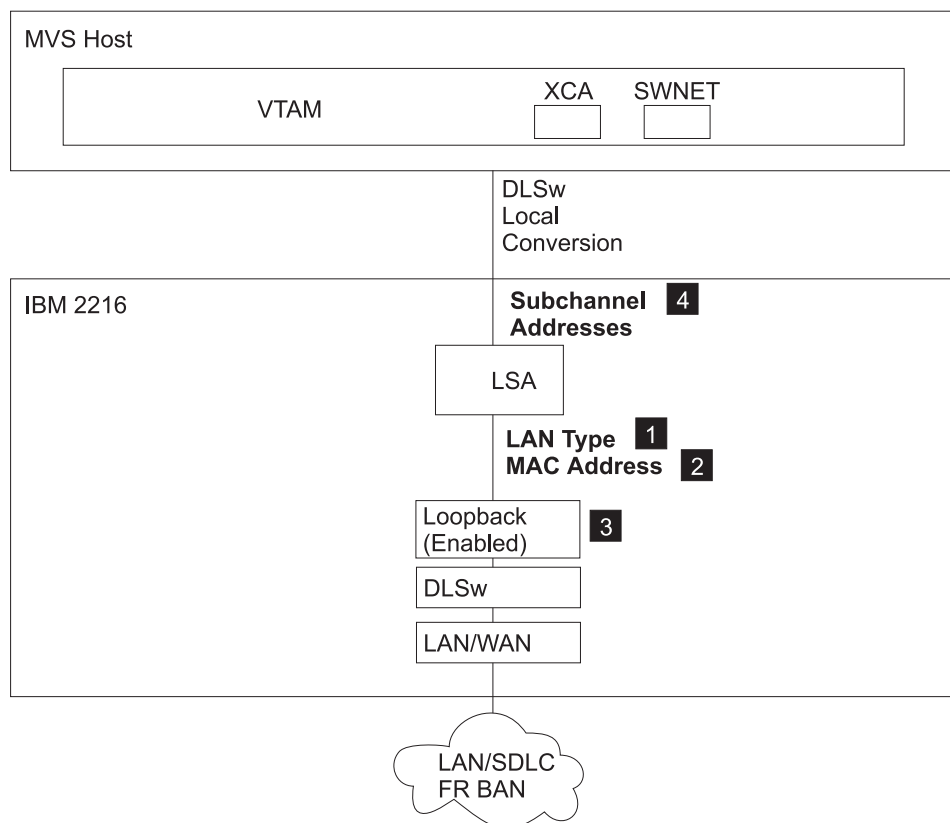 MVS Host
VTAM
XCA
SWNET
DLSw
Local
Conversion
IBM 2216
Subchannel 4
Addresses
LSA
LAN Type 1
MAC Address 2
Loopback
(Enabled)
3
DLSw
LAN/WAN
LAN/SDLC
FR BAN